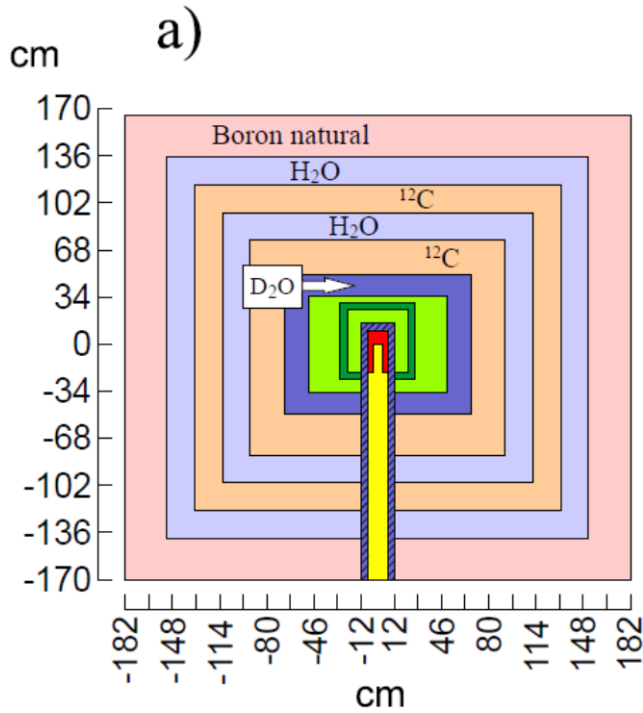 a)
cm
170
136
102
68
34
0
-34
-68
-102
-136
-170
Boron natural
H₂O
¹²C
H₂O
¹²C
D₂O
-182
-148
-114
-80
-46
-12
12
46
80
114
148
182
cm